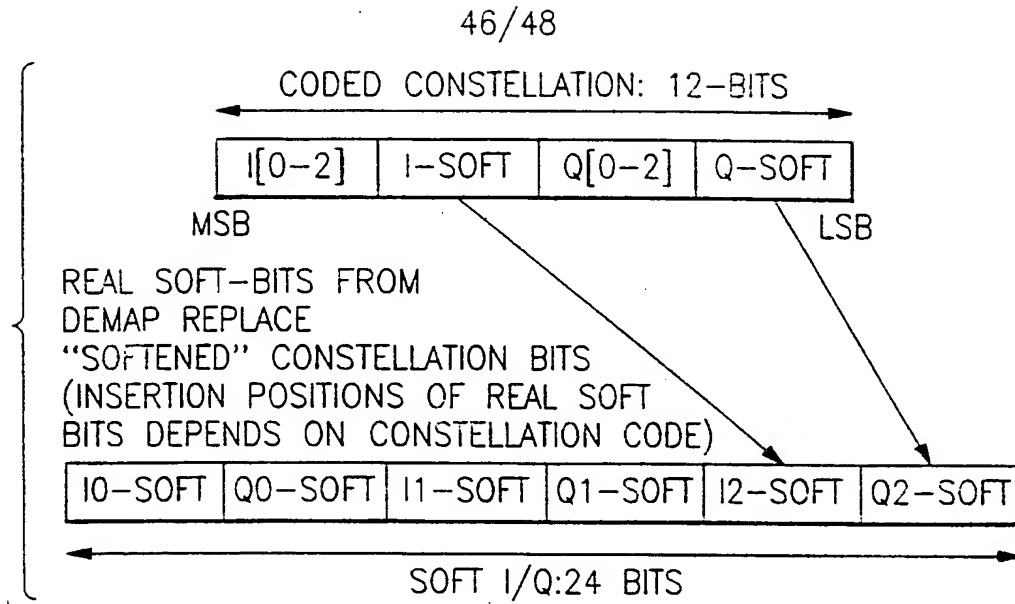 46/48
CODED CONSTELLATION: 12-BITS
I[0-2] I-SOFT Q[0-2] Q-SOFT
MSB LSB
REAL SOFT-BITS FROM
DEMAP REPLACE
"SOFTENED" CONSTELLATION BITS
(INSERTION POSITIONS OF REAL SOFT
BITS DEPENDS ON CONSTELLATION CODE)
I0-SOFT Q0-SOFT I1-SOFT Q1-SOFT I2-SOFT Q2-SOFT
SOFT I/Q:24 BITS